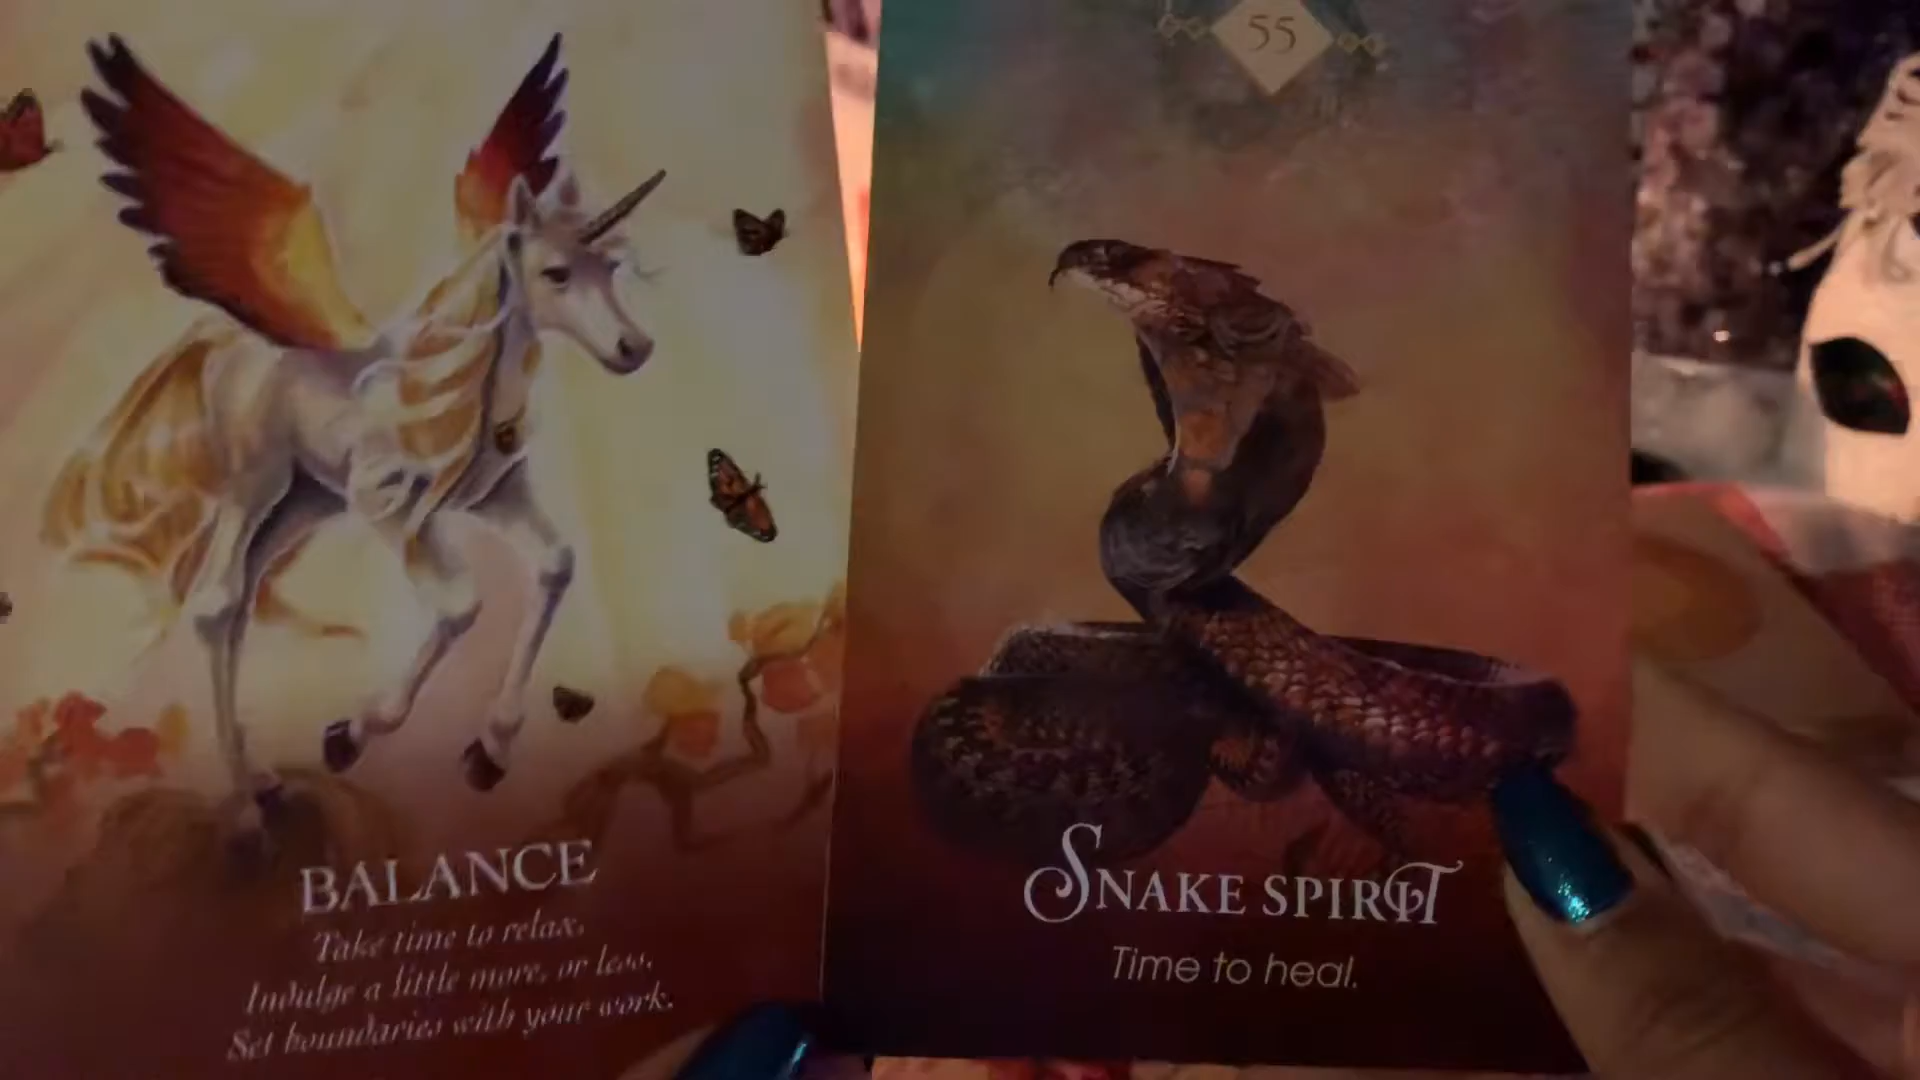 BALANCE
Take time to relax.
Indulge a little more, or less.
Set boundaries with your work.
55
SNAKE SPIRIT
Time to heal.